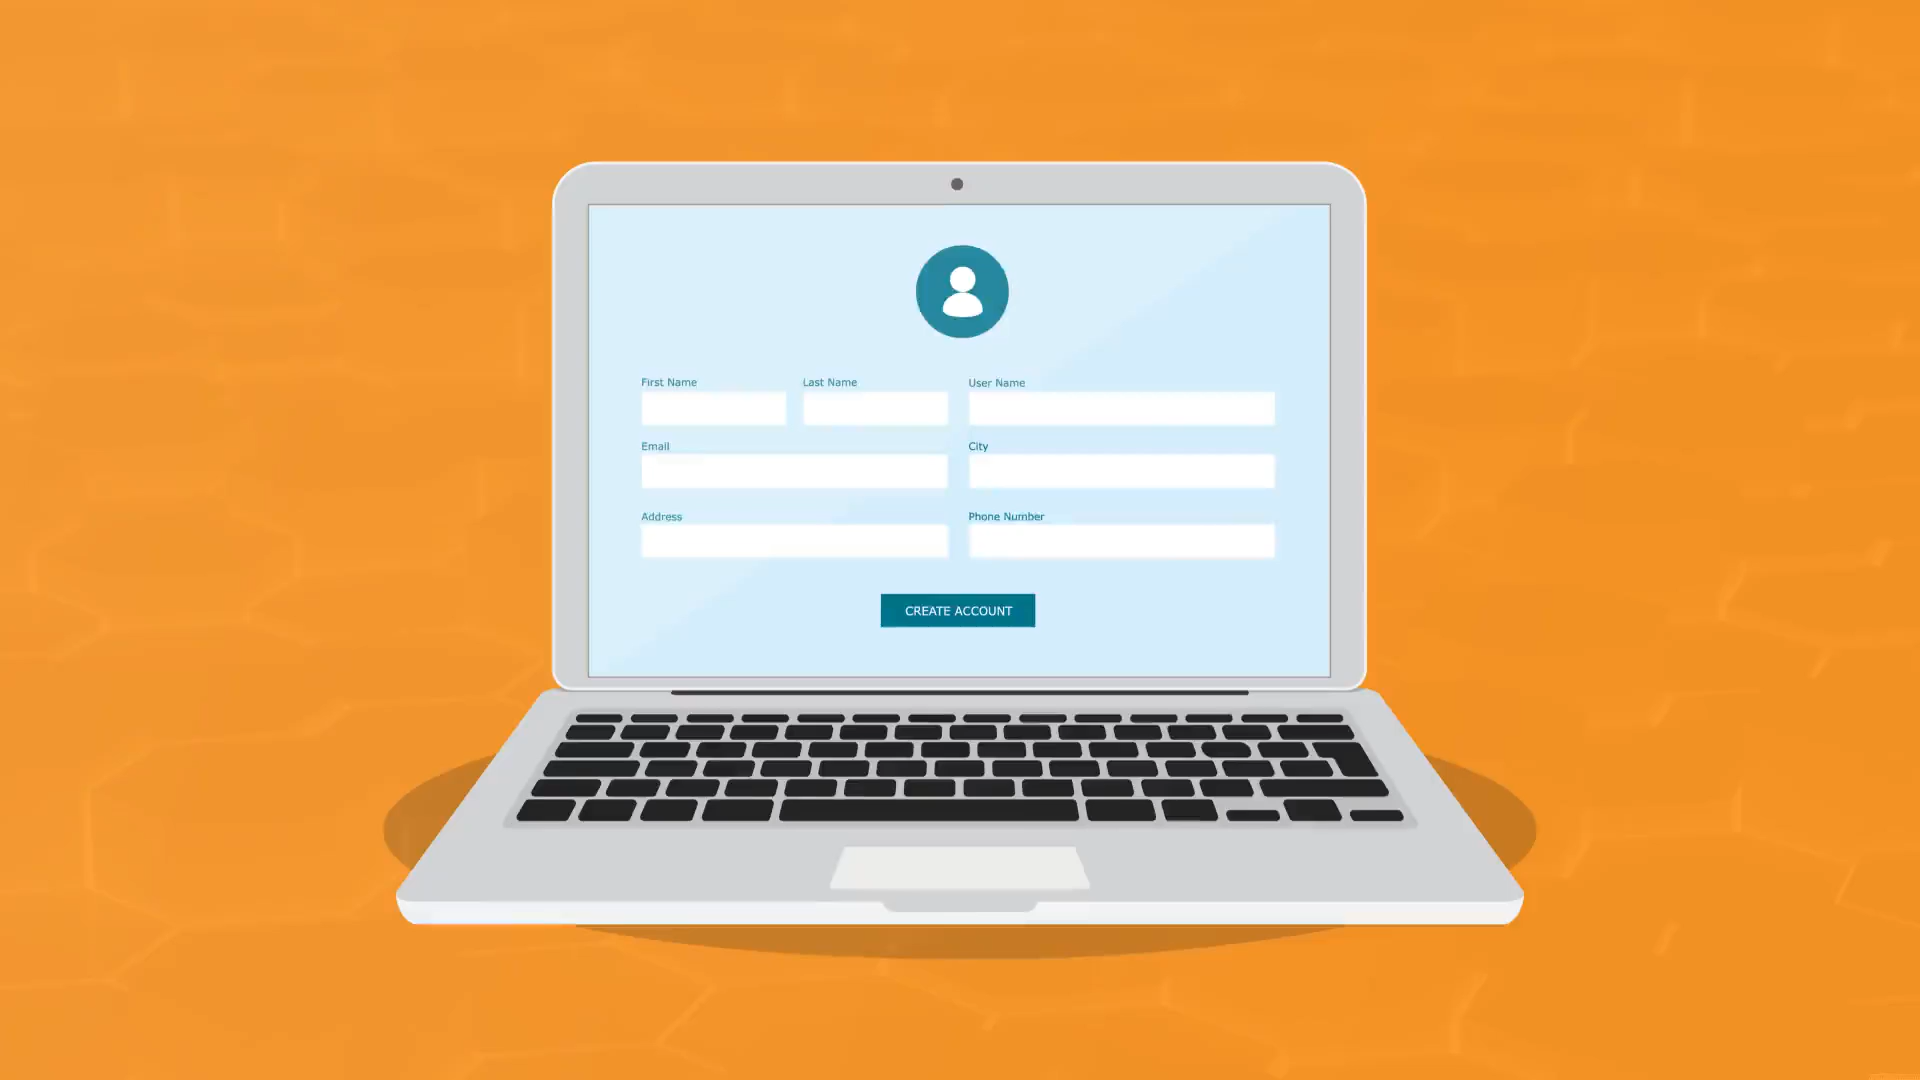 First Name Last Name User Name
Email City
Address Phone Number
CREATE ACCOUNT